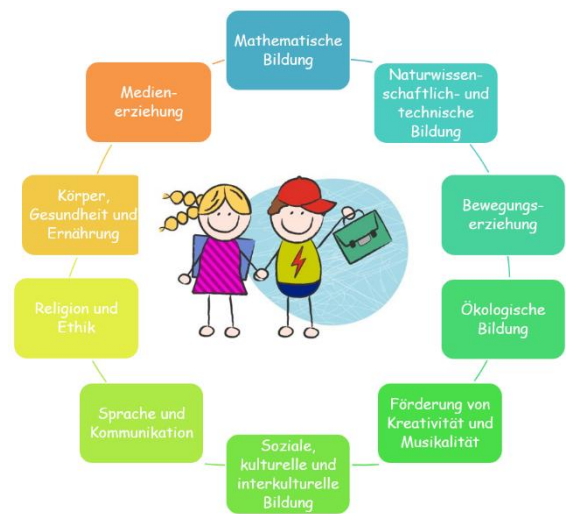 Mathematische
Bildung
Naturwissen-
schaftlich- und
technische
Bildung
Bewegungs-
erziehung
Ökologische
Bildung
Förderung von
Kreativität und
Musikalität
Soziale,
kulturelle und
interkulturelle
Bildung
Sprache und
Kommunikation
Religion und
Ethik
Körper,
Gesundheit und
Ernährung
Medien-
erziehung